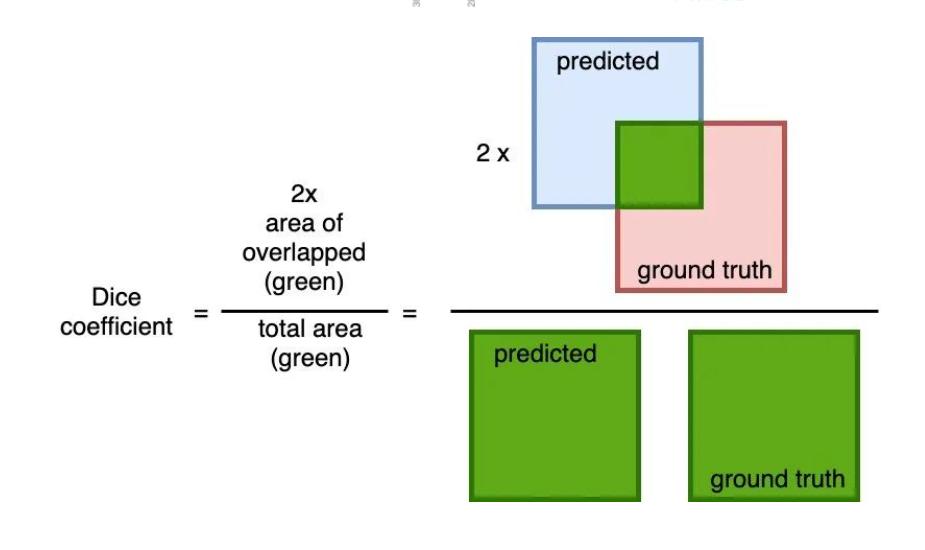 predicted
2 x
2x
area of
overlapped
(green)
ground truth
Dice
coefficient
=
=
total area
(green)
predicted
ground truth